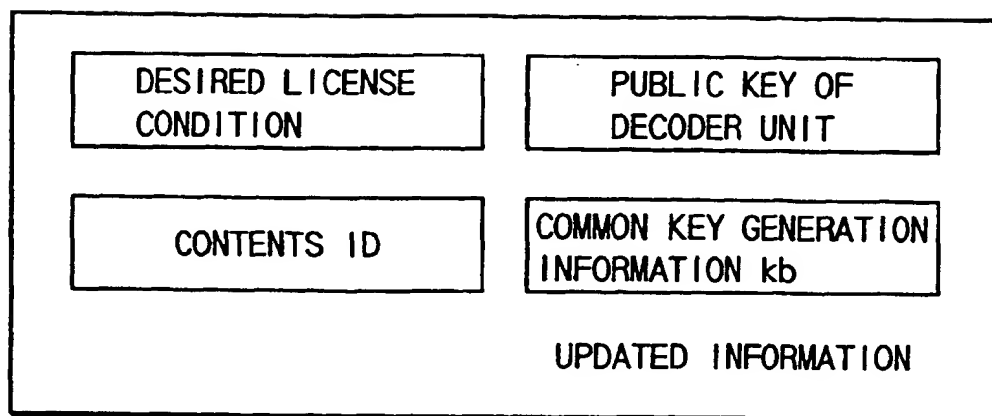 DESIRED LICENSE
CONDITION
PUBLIC KEY OF
DECODER UNIT
CONTENTS ID
COMMON KEY GENERATION
INFORMATION kb
UPDATED INFORMATION